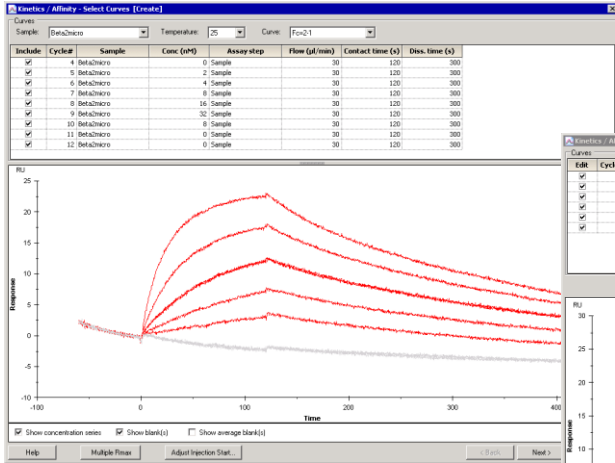 Kinetics / Affinity - Select Curves [Create]
Curves
Sample: Beta2micro Temperature: 25 Curve: Fc=2-1
Include Cycle# Sample Conc (nM) Assay step Flow (µl/min) Contact time (s) Diss. time (s)
4 Beta2micro 0 Sample 30 120 300
5 Beta2micro 2 Sample 30 120 300
6 Beta2micro 4 Sample 30 120 300
7 Beta2micro 8 Sample 30 120 300
8 Beta2micro 16 Sample 30 120 300
9 Beta2micro 32 Sample 30 120 300
10 Beta2micro 8 Sample 30 120 300
11 Beta2micro 0 Sample 30 120 300
12 Beta2micro 0 Sample 30 120 300
Kinetics / Aff
Curves
Edit Cycl
RU
25
20
15
10
5
0
-5
-10
Response
-100 0 100 200 300 400
Time
RU
30
25
20
15
10
Response
Show concentration series Show blank(s) Show average blank(s)
Help Multiple Rmax Adjust Injection Start... < Back Next >